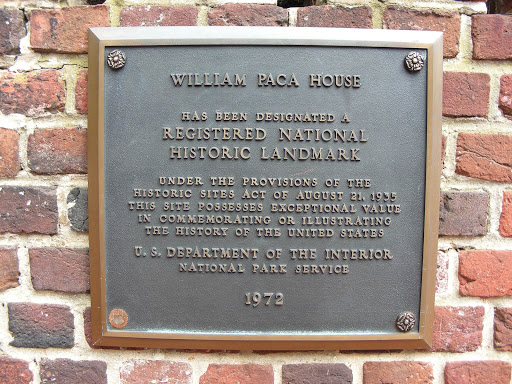 WILLIAM PACA HOUSE
HAS BEEN DESIGNATED A
REGISTERED NATIONAL
HISTORIC LANDMARK
UNDER THE PROVISIONS OF THE
HISTORIC SITES ACT OF AUGUST 21, 1935
THIS SITE POSSESSES EXCEPTIONAL VALUE
IN COMMEMORATING OR ILLUSTRATING
THE HISTORY OF THE UNITED STATES
U. S. DEPARTMENT OF THE INTERIOR
NATIONAL PARK SERVICE
1972